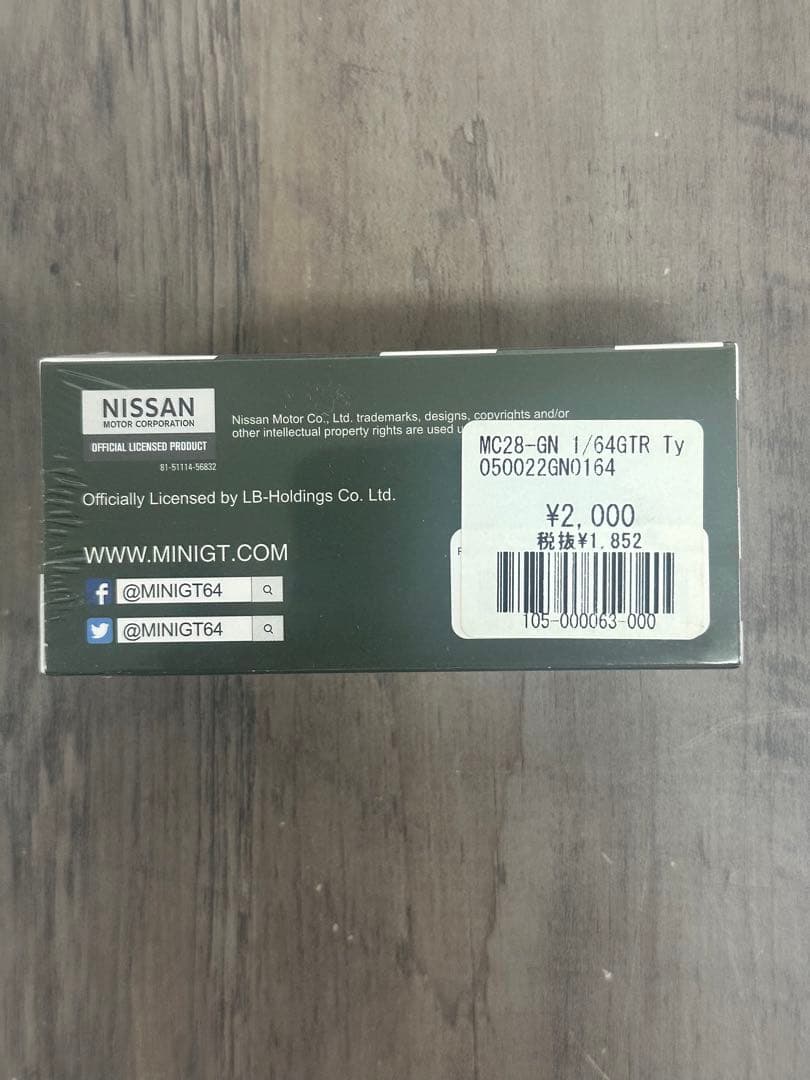 NISSAN
MOTOR CORPORATION
OFFICIAL LICENSED PRODUCT
81-51114-56832
Nissan Motor Co., Ltd. trademarks, designs, copyrights and/or
other intellectual property rights are used
Officially Licensed by LB-Holdings Co. Ltd.
WWW.MINIGT.COM
@MINIGT64
@MINIGT64
MC28-GN 1/64GTR Ty
050022GN0164
¥2,000
税抜¥1,852
105-000063-000